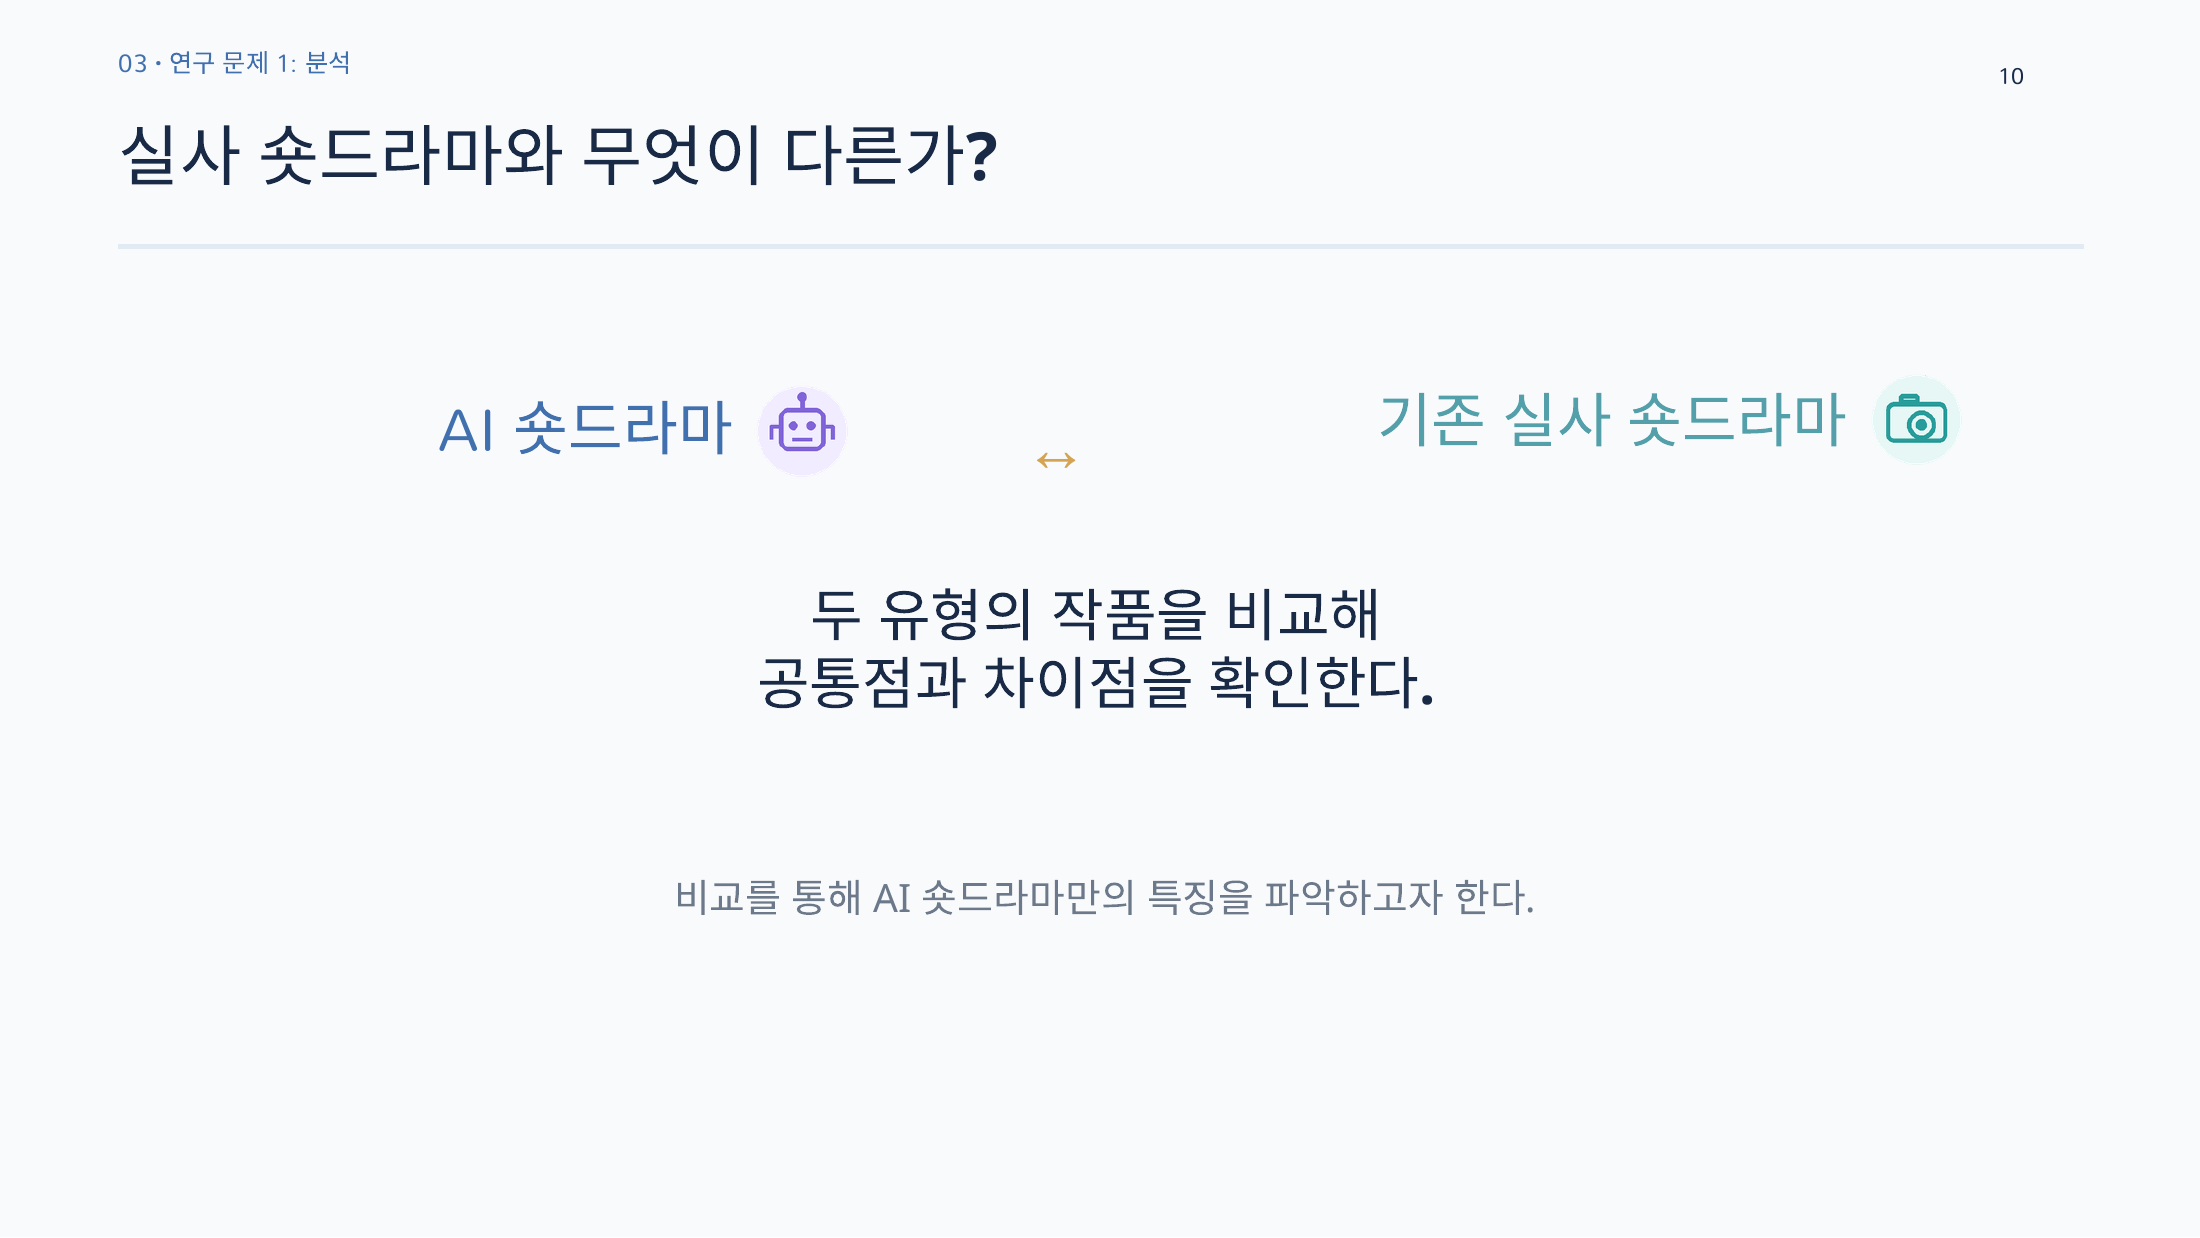 03 · 연구 문제 1: 분석
10
실사 숏드라마와 무엇이 다른가?
AI 숏드라마
↔
기존 실사 숏드라마
두 유형의 작품을 비교해
공통점과 차이점을 확인한다.
비교를 통해 AI 숏드라마만의 특징을 파악하고자 한다.